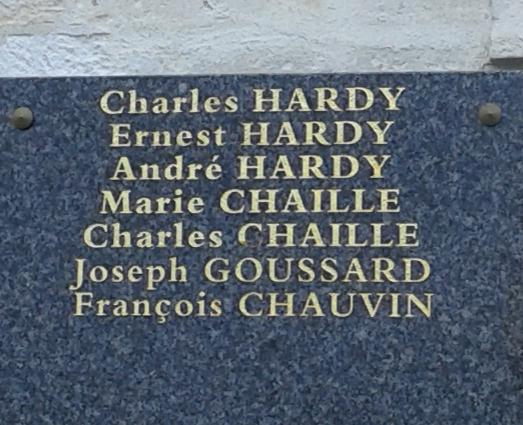 Charles HARDY
Ernest HARDY
André HARDY
Marie CHAILLE
Charles CHAILLE
Joseph GOUSSARD
François CHAUVIN